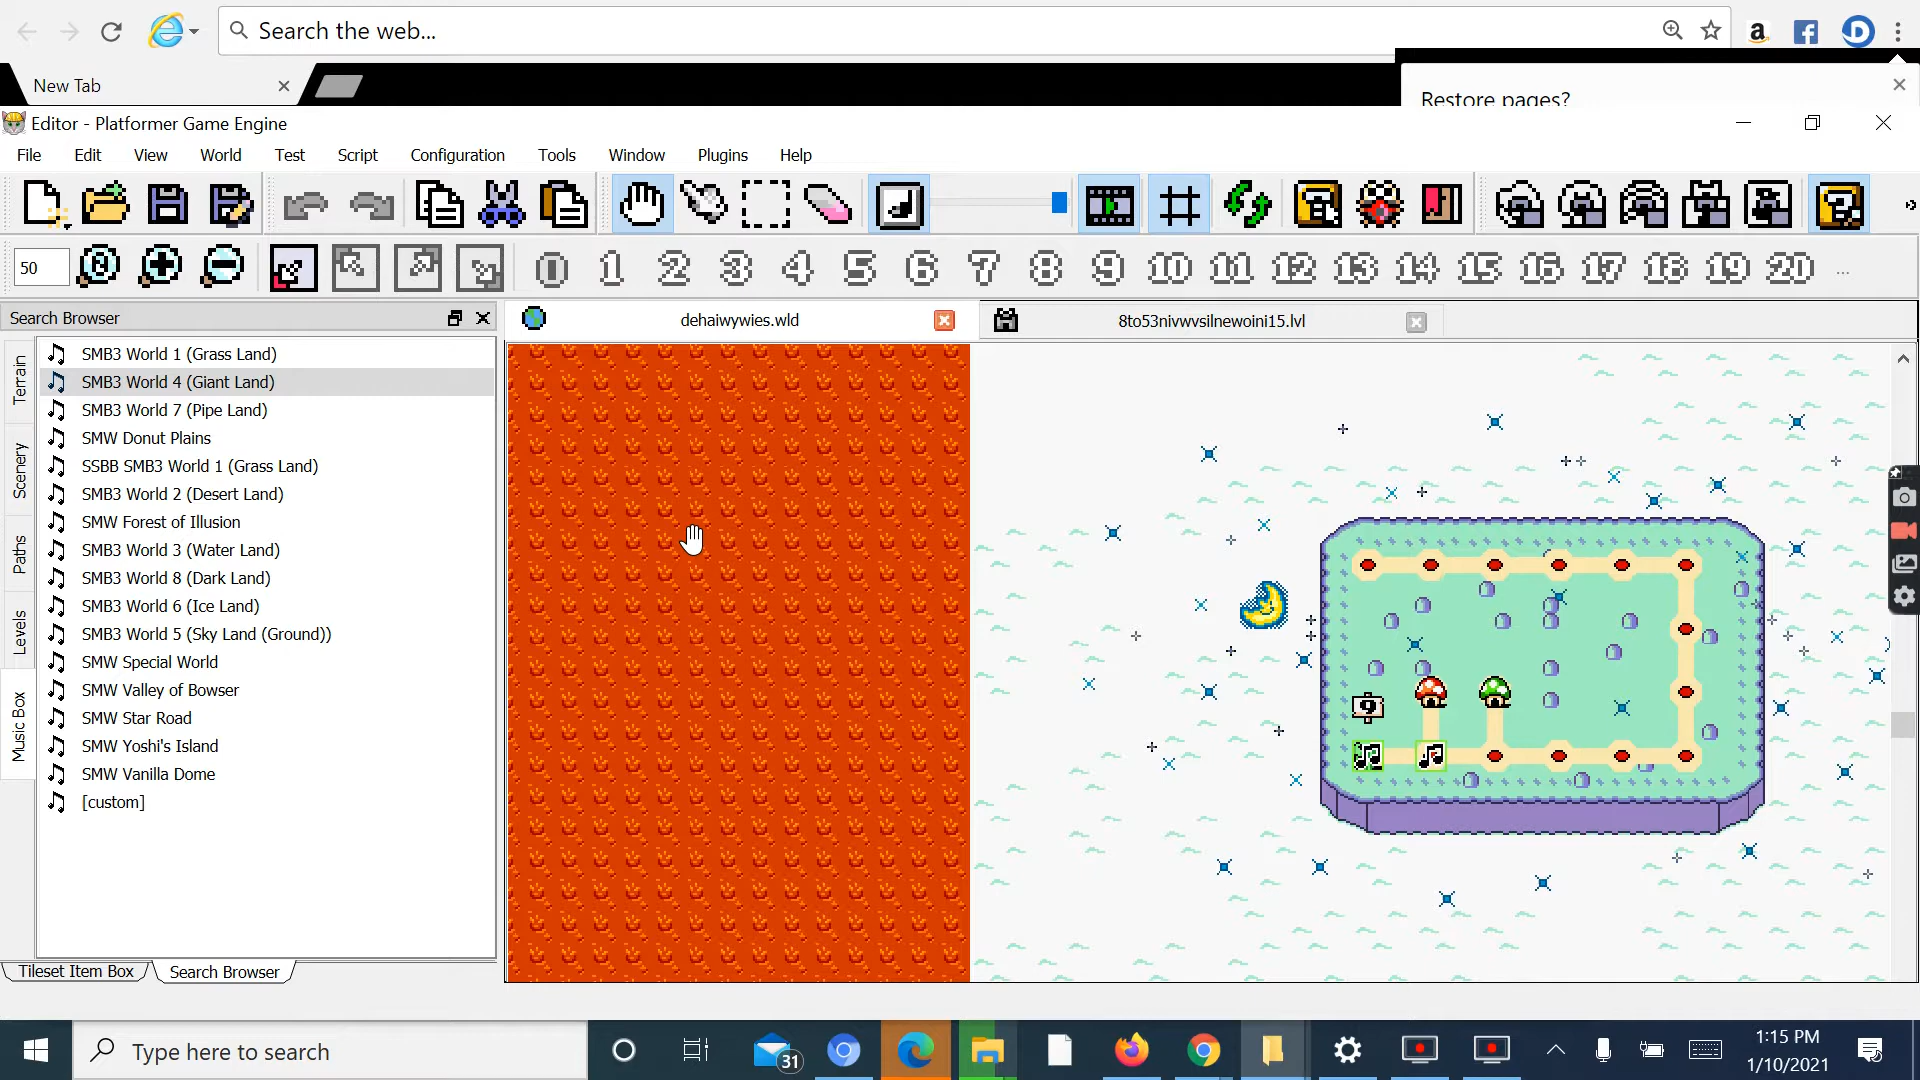 Search the web...
New Tab
Restore pages?
Editor - Platformer Game Engine
File Edit View World Test Script Configuration Tools Window Plugins Help
50 0 1 2 3 4 5 6 7 8 9 10 11 12 13 14 15 16 17 18 19 20 ...
Search Browser
dehaiwywies.wld
8to53nivwvsilnewoini15.lvl
Terrain
Scenery
Paths
Levels
Music Box
SMB3 World 1 (Grass Land)
SMB3 World 4 (Giant Land)
SMB3 World 7 (Pipe Land)
SMW Donut Plains
SSBB SMB3 World 1 (Grass Land)
SMB3 World 2 (Desert Land)
SMW Forest of Illusion
SMB3 World 3 (Water Land)
SMB3 World 8 (Dark Land)
SMB3 World 6 (Ice Land)
SMB3 World 5 (Sky Land (Ground))
SMW Special World
SMW Valley of Bowser
SMW Star Road
SMW Yoshi's Island
SMW Vanilla Dome
[custom]
9
Tileset Item Box
Search Browser
Type here to search
31
1:15 PM
1/10/2021